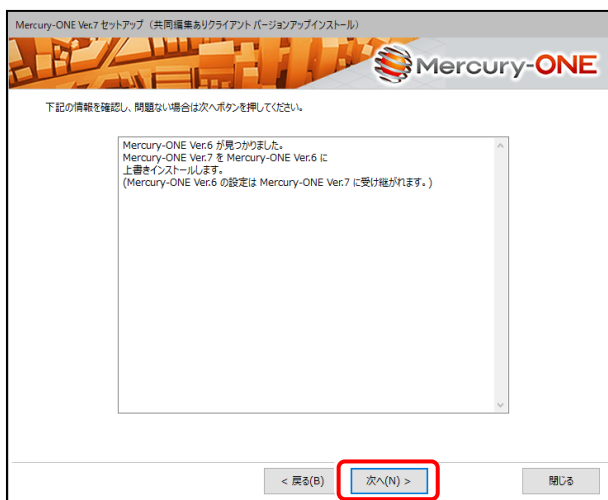 Mercury-ONE Ver.7 セットアップ（共同編集ありクライアント バージョンアップインストール）
Mercury-ONE
下記の情報を確認し、問題ない場合は次へボタンを押してください。
Mercury-ONE Ver.6 が見つかりました。
Mercury-ONE Ver.7 を Mercury-ONE Ver.6 に
上書きインストールします。
(Mercury-ONE Ver.6 の設定は Mercury-ONE Ver.7 に受け継がれます。)
< 戻る(B)
次へ(N) >
閉じる